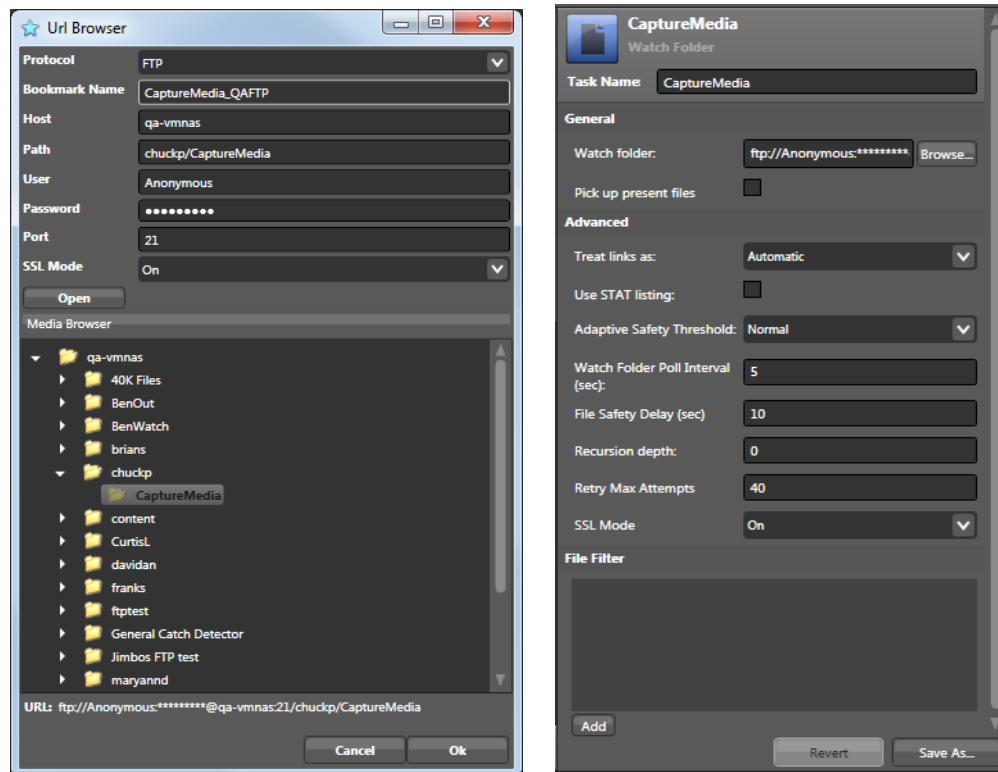 Url Browser
Protocol FTP
Bookmark Name CaptureMedia_QAFTP
Host qa-vmnas
Path chuckp/CaptureMedia
User Anonymous
Password •••••••••
Port 21
SSL Mode On
Open
Media Browser
qa-vmnas
40K Files
BenOut
BenWatch
brians
chuckp
CaptureMedia
content
CurtisL
davidan
franks
ftptest
General Catch Detector
Jimbos FTP test
maryannd
URL: ftp://Anonymous:*********@qa-vmnas:21/chuckp/CaptureMedia
Cancel Ok
CaptureMedia
Watch Folder
Task Name CaptureMedia
General
Watch folder: ftp://Anonymous:*********. Browse...
Pick up present files
Advanced
Treat links as: Automatic
Use STAT listing:
Adaptive Safety Threshold: Normal
Watch Folder Poll Interval
(sec): 5
File Safety Delay (sec) 10
Recursion depth: 0
Retry Max Attempts 40
SSL Mode On
File Filter
Add
Revert Save As...